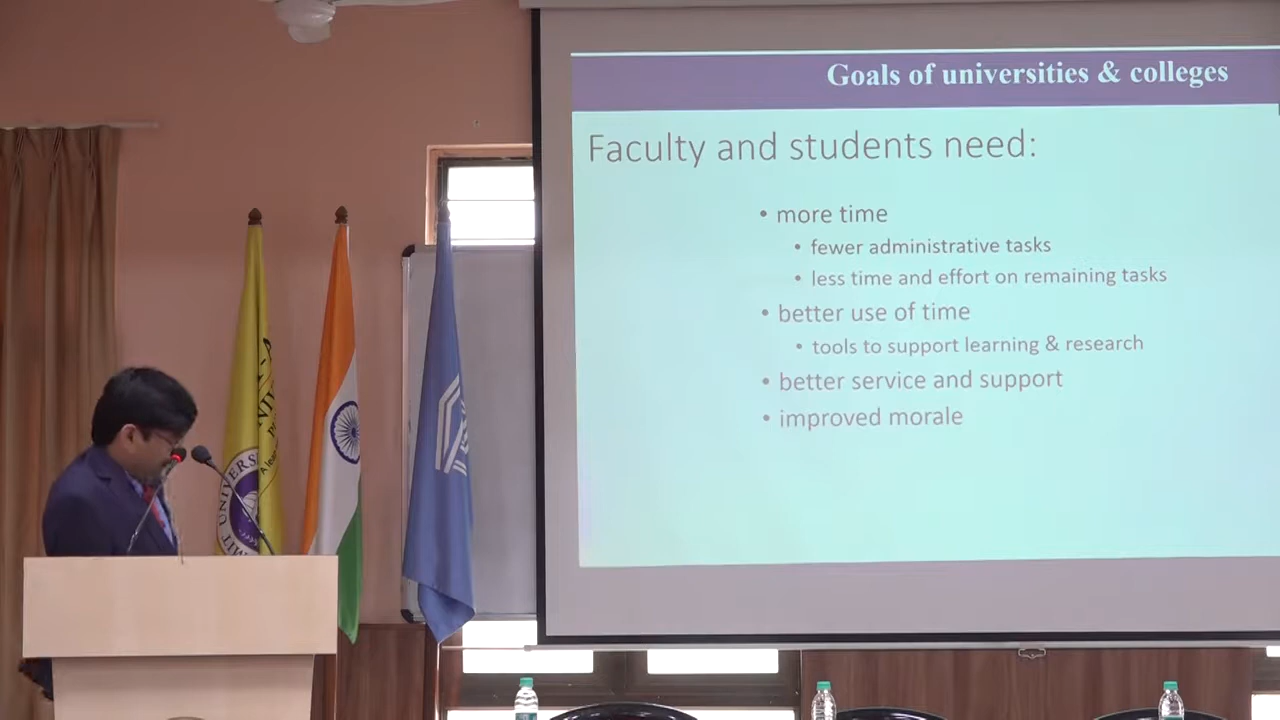 Goals of universities & colleges
Faculty and students need:
• more time
• fewer administrative tasks
• less time and effort on remaining tasks
• better use of time
• tools to support learning & research
• better service and support
• improved morale